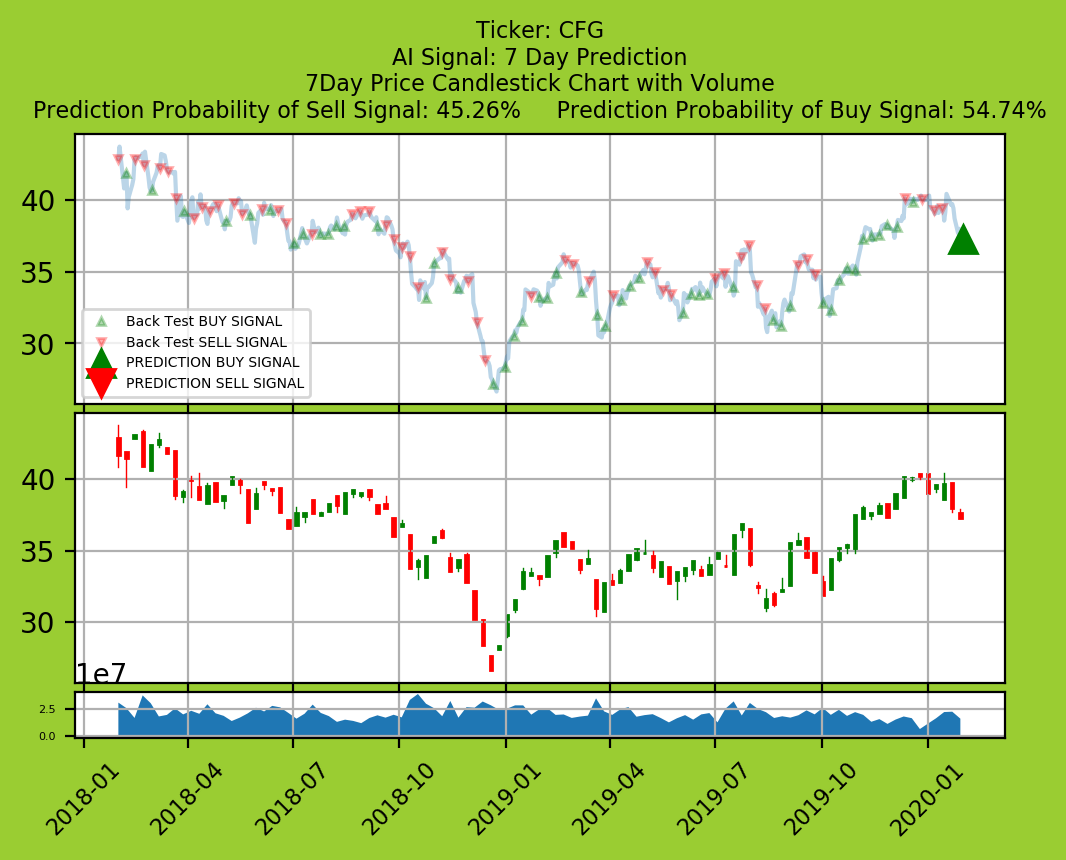 Ticker: CFG
AI Signal: 7 Day Prediction
7Day Price Candlestick Chart with Volume
Prediction Probability of Sell Signal: 45.26%     Prediction Probability of Buy Signal: 54.74%
40
35
30
Back Test BUY SIGNAL
Back Test SELL SIGNAL
PREDICTION BUY SIGNAL
PREDICTION SELL SIGNAL
40
35
30
1e7
2.5
0.0
2018-01 2018-04 2018-07 2018-10 2019-01 2019-04 2019-07 2019-10 2020-01